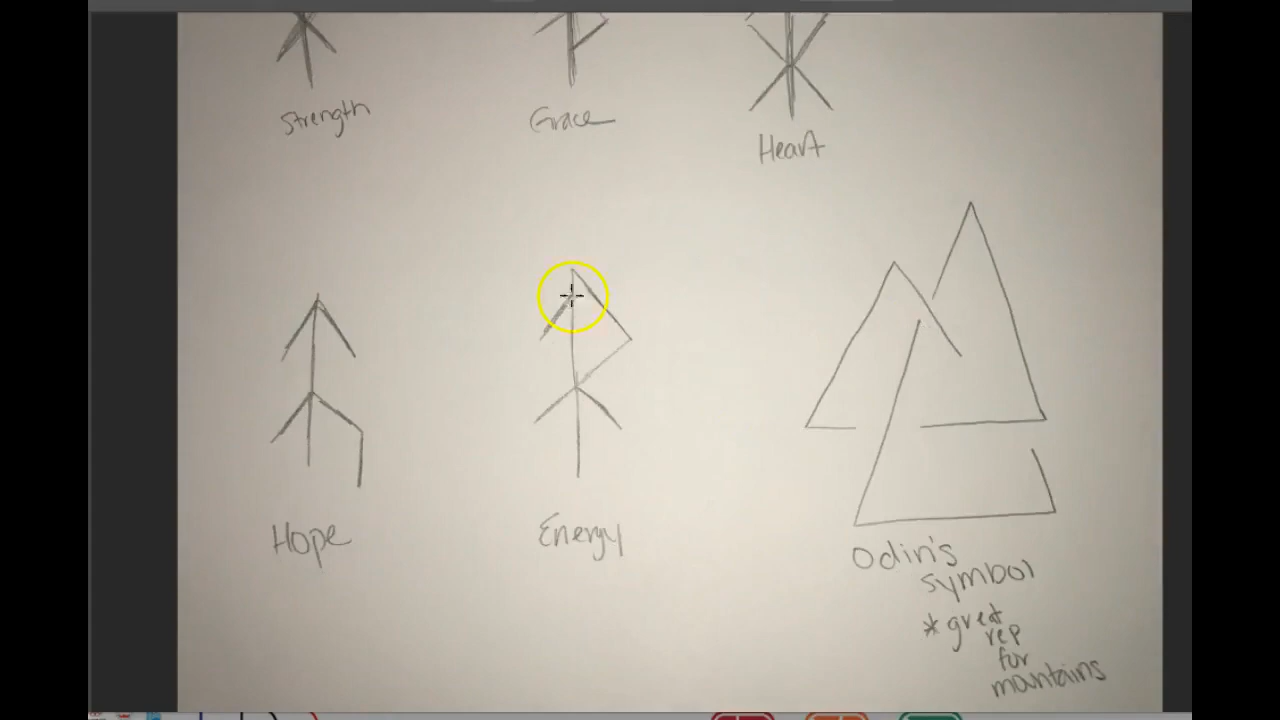 Strength
Grace
Heart
Hope
Energy
Odin's
symbol
* great
rep
for
mountains